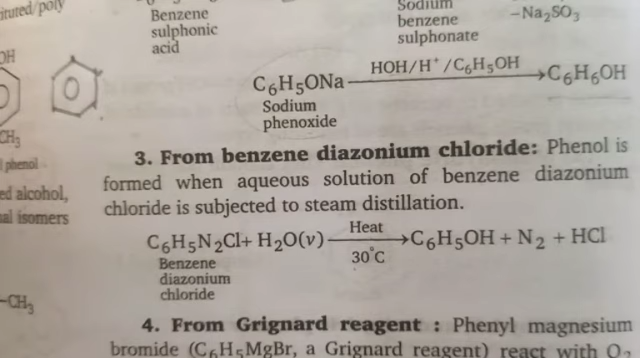 ituted/poly
Benzene
sulphonic
acid
Sodium
benzene
sulphonate
–Na₂SO₃
OH
CH₃
phenol
ed alcohol,
al isomers
–CH₃
C₆H₅ONa HOH/H⁺/C₆H₅OH → C₆H₆OH
Sodium
phenoxide
3. From benzene diazonium chloride: Phenol is
formed when aqueous solution of benzene diazonium
chloride is subjected to steam distillation.
C₆H₅N₂Cl+ H₂O(v) Heat 30°C → C₆H₅OH + N₂ + HCl
Benzene
diazonium
chloride
4. From Grignard reagent : Phenyl magnesium
bromide (C₆H₅MgBr, a Grignard reagent) react with O₂